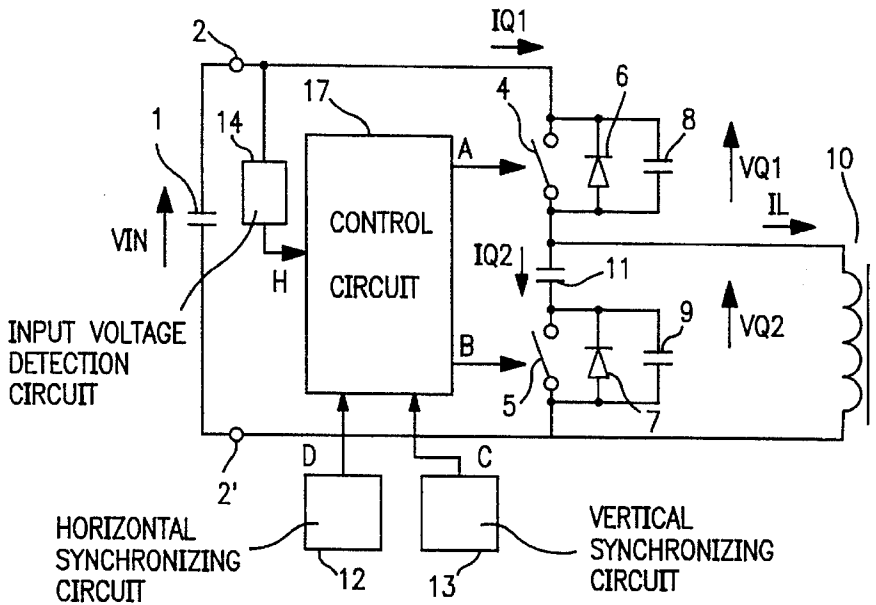 IQ1
2
17
6
4
8
1
14
A
VQ1
10
IL
VIN
CONTROL
CIRCUIT
H
IQ2
11
VQ2
9
INPUT VOLTAGE
DETECTION
CIRCUIT
B
5
7
2'
D
C
HORIZONTAL
SYNCHRONIZING
CIRCUIT
12
13
VERTICAL
SYNCHRONIZING
CIRCUIT